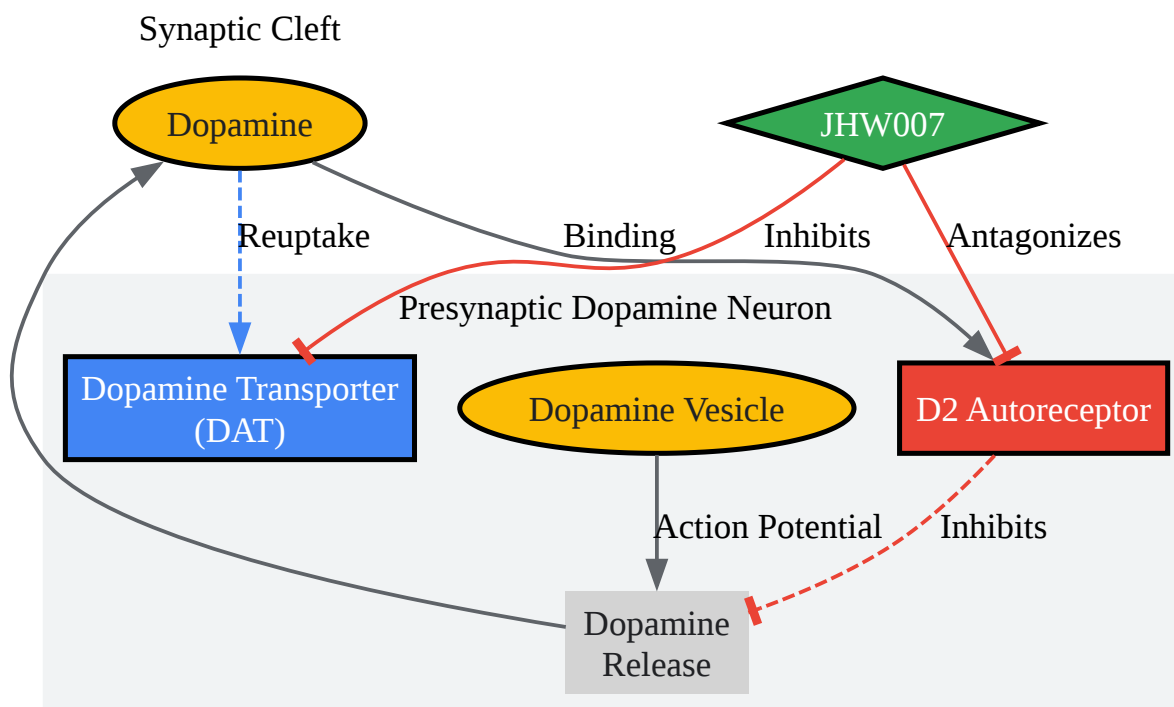 Synaptic Cleft
Dopamine
JHW007
Reuptake
Binding
Inhibits
Antagonizes
Presynaptic Dopamine Neuron
Dopamine Transporter
(DAT)
Dopamine Vesicle
D2 Autoreceptor
Action Potential
Inhibits
Dopamine
Release